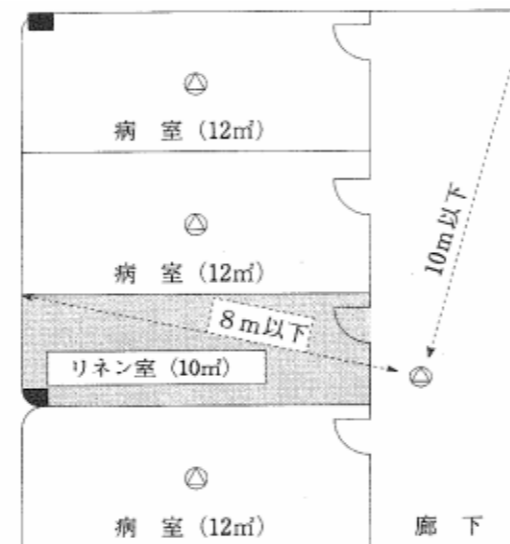 病 室 (12㎡)
病 室 (12㎡)
10m以下
8m以下
リネン室 (10㎡)
病 室 (12㎡)
廊 下